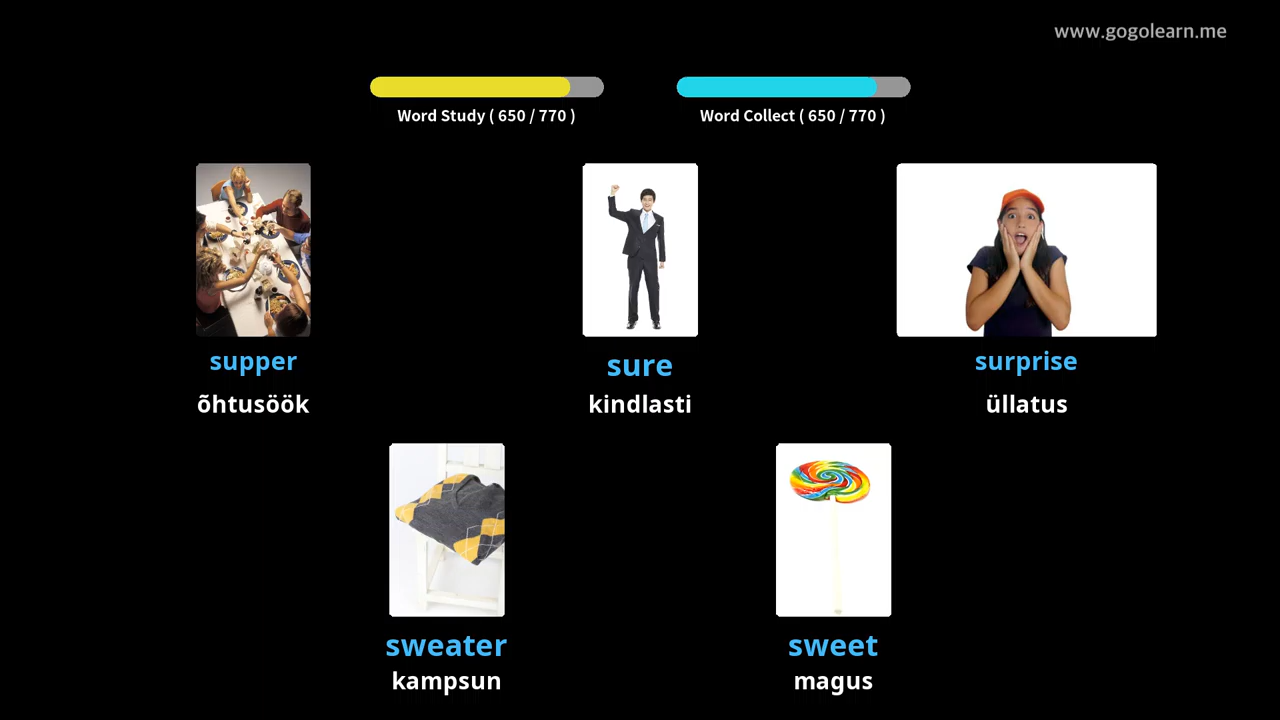 www.gogolearn.me
Word Study ( 650 / 770 )
Word Collect ( 650 / 770 )
supper
sure
surprise
õhtusöök
kindlasti
üllatus
sweater
sweet
kampsun
magus